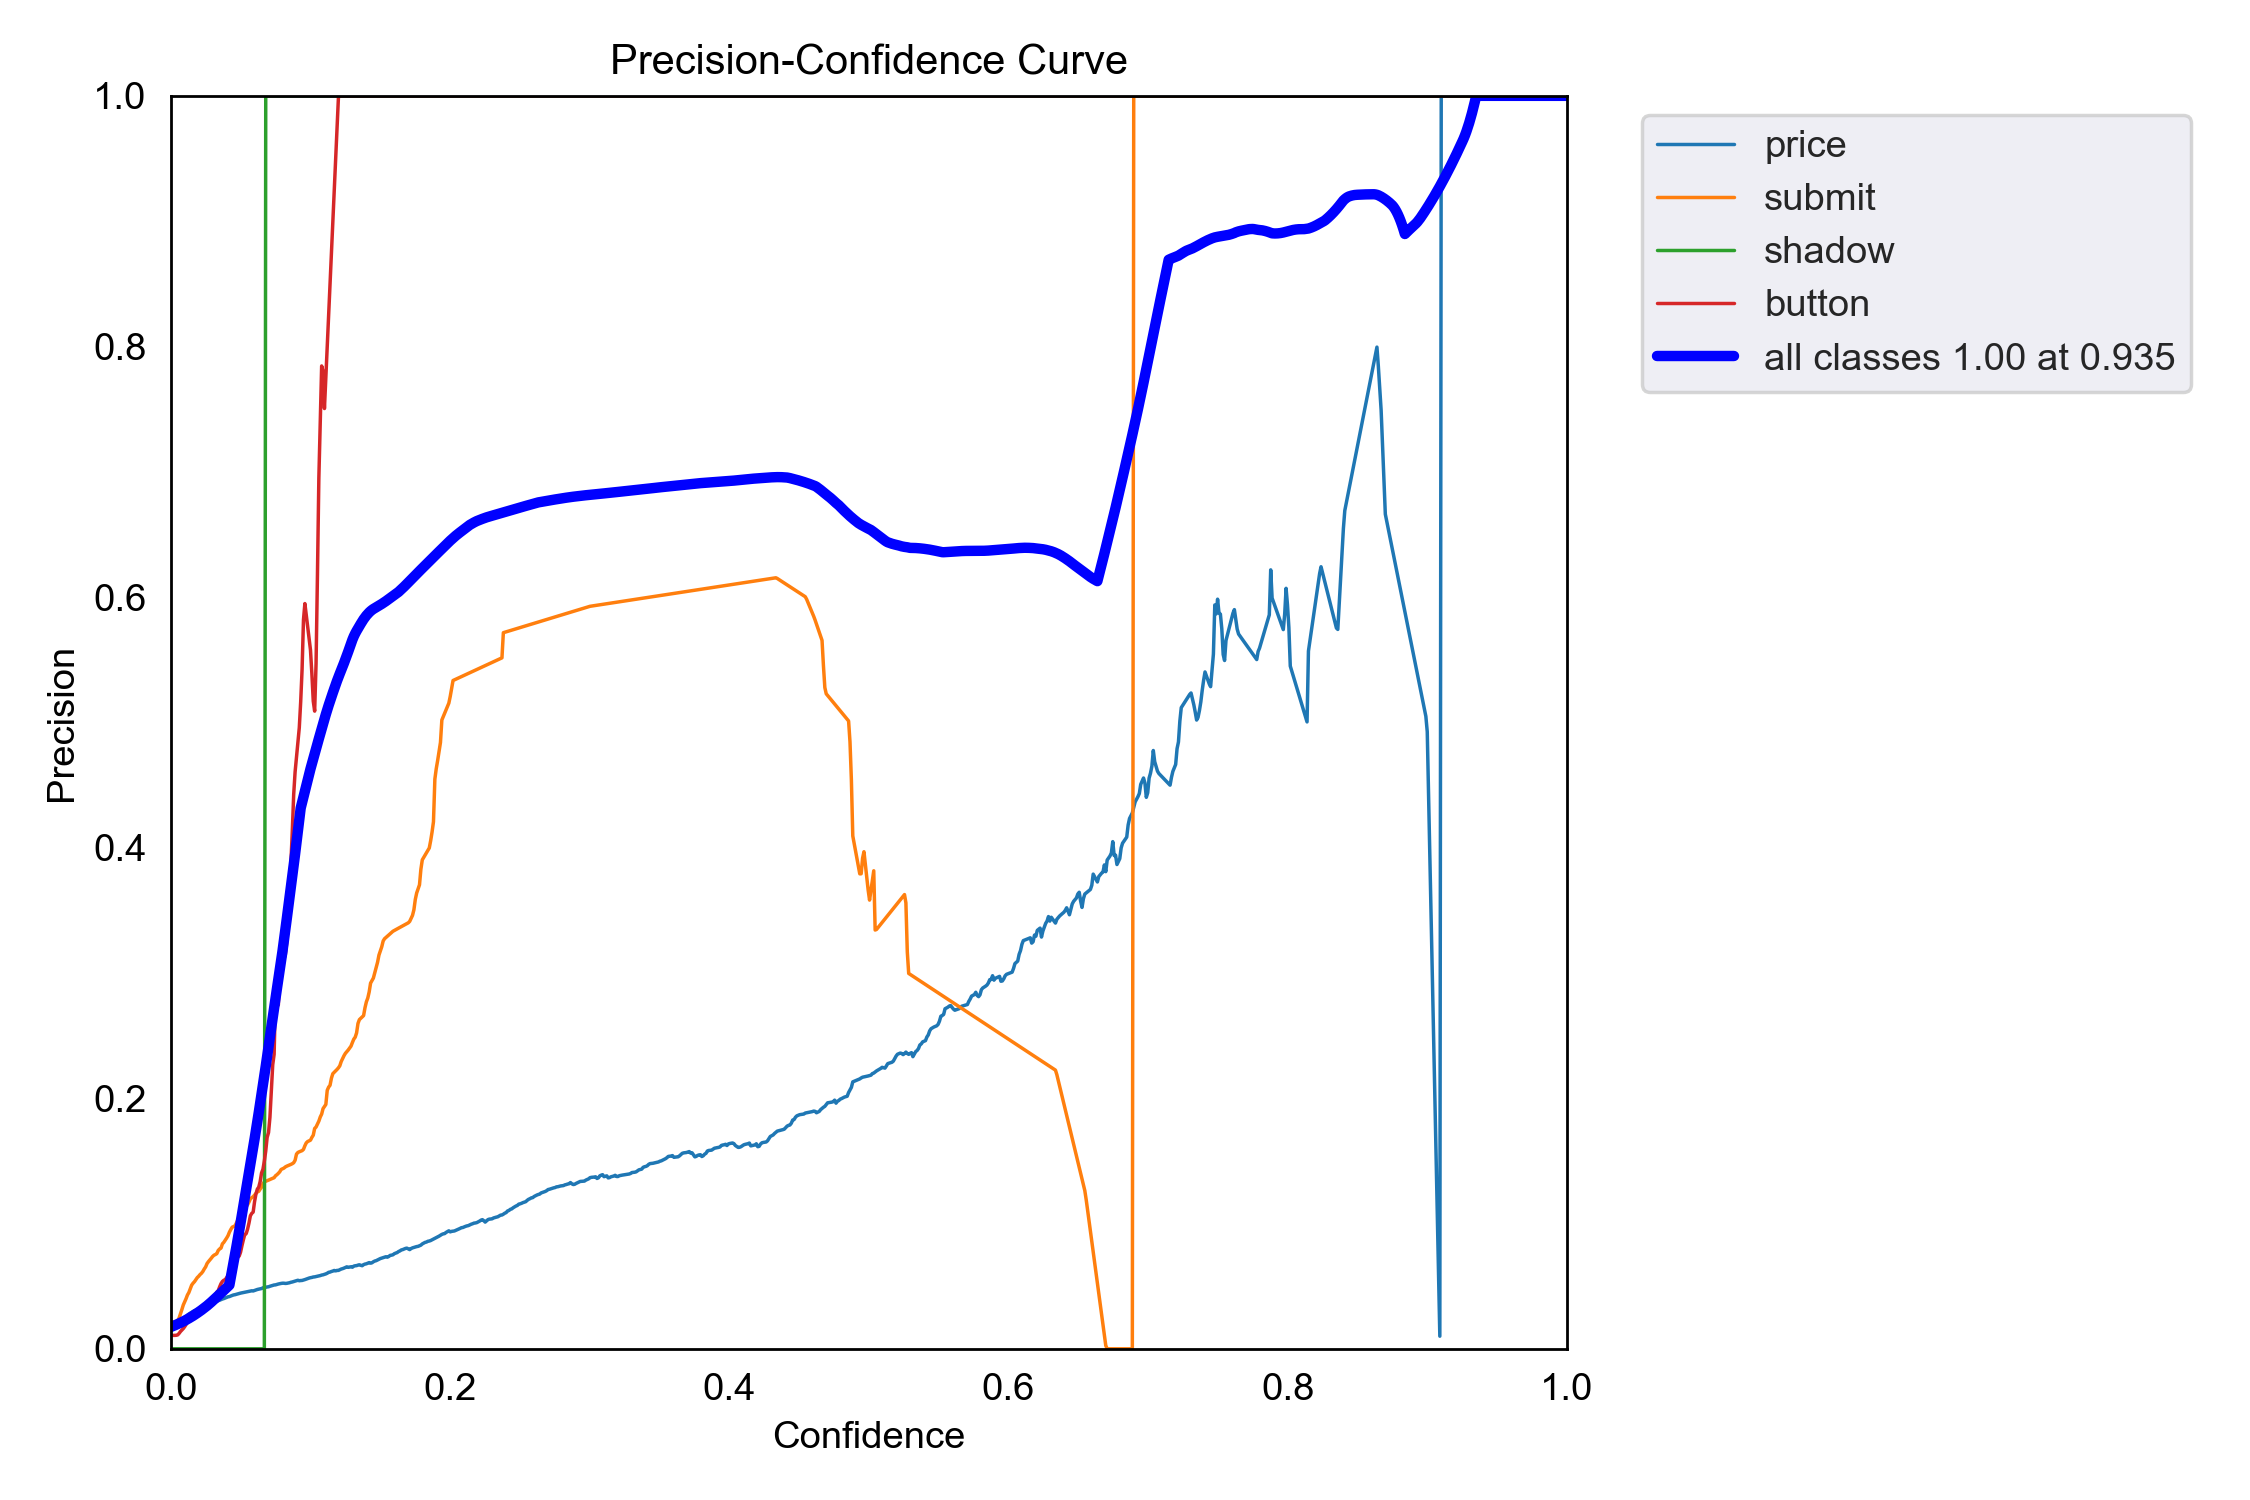 Precision-Confidence Curve
1.0
0.8
0.6
0.4
0.2
0.0
Precision
0.0 0.2 0.4 0.6 0.8 1.0
Confidence
price
submit
shadow
button
all classes 1.00 at 0.935